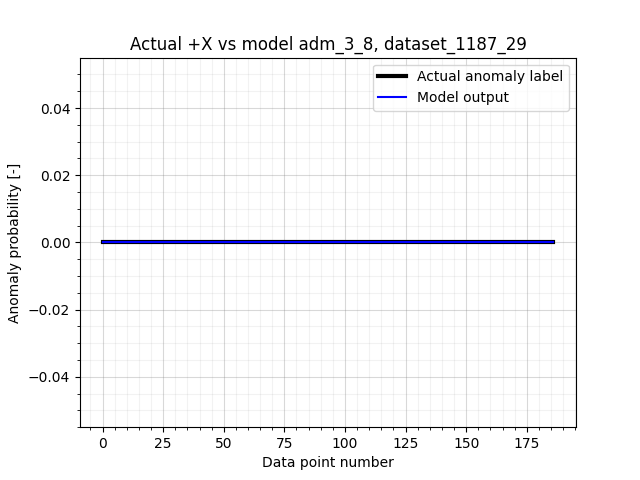 Actual +X vs model adm_3_8, dataset_1187_29
Actual anomaly label
Model output
Anomaly probability [-]
0.04
0.02
0.00
−0.02
−0.04
0 25 50 75 100 125 150 175
Data point number